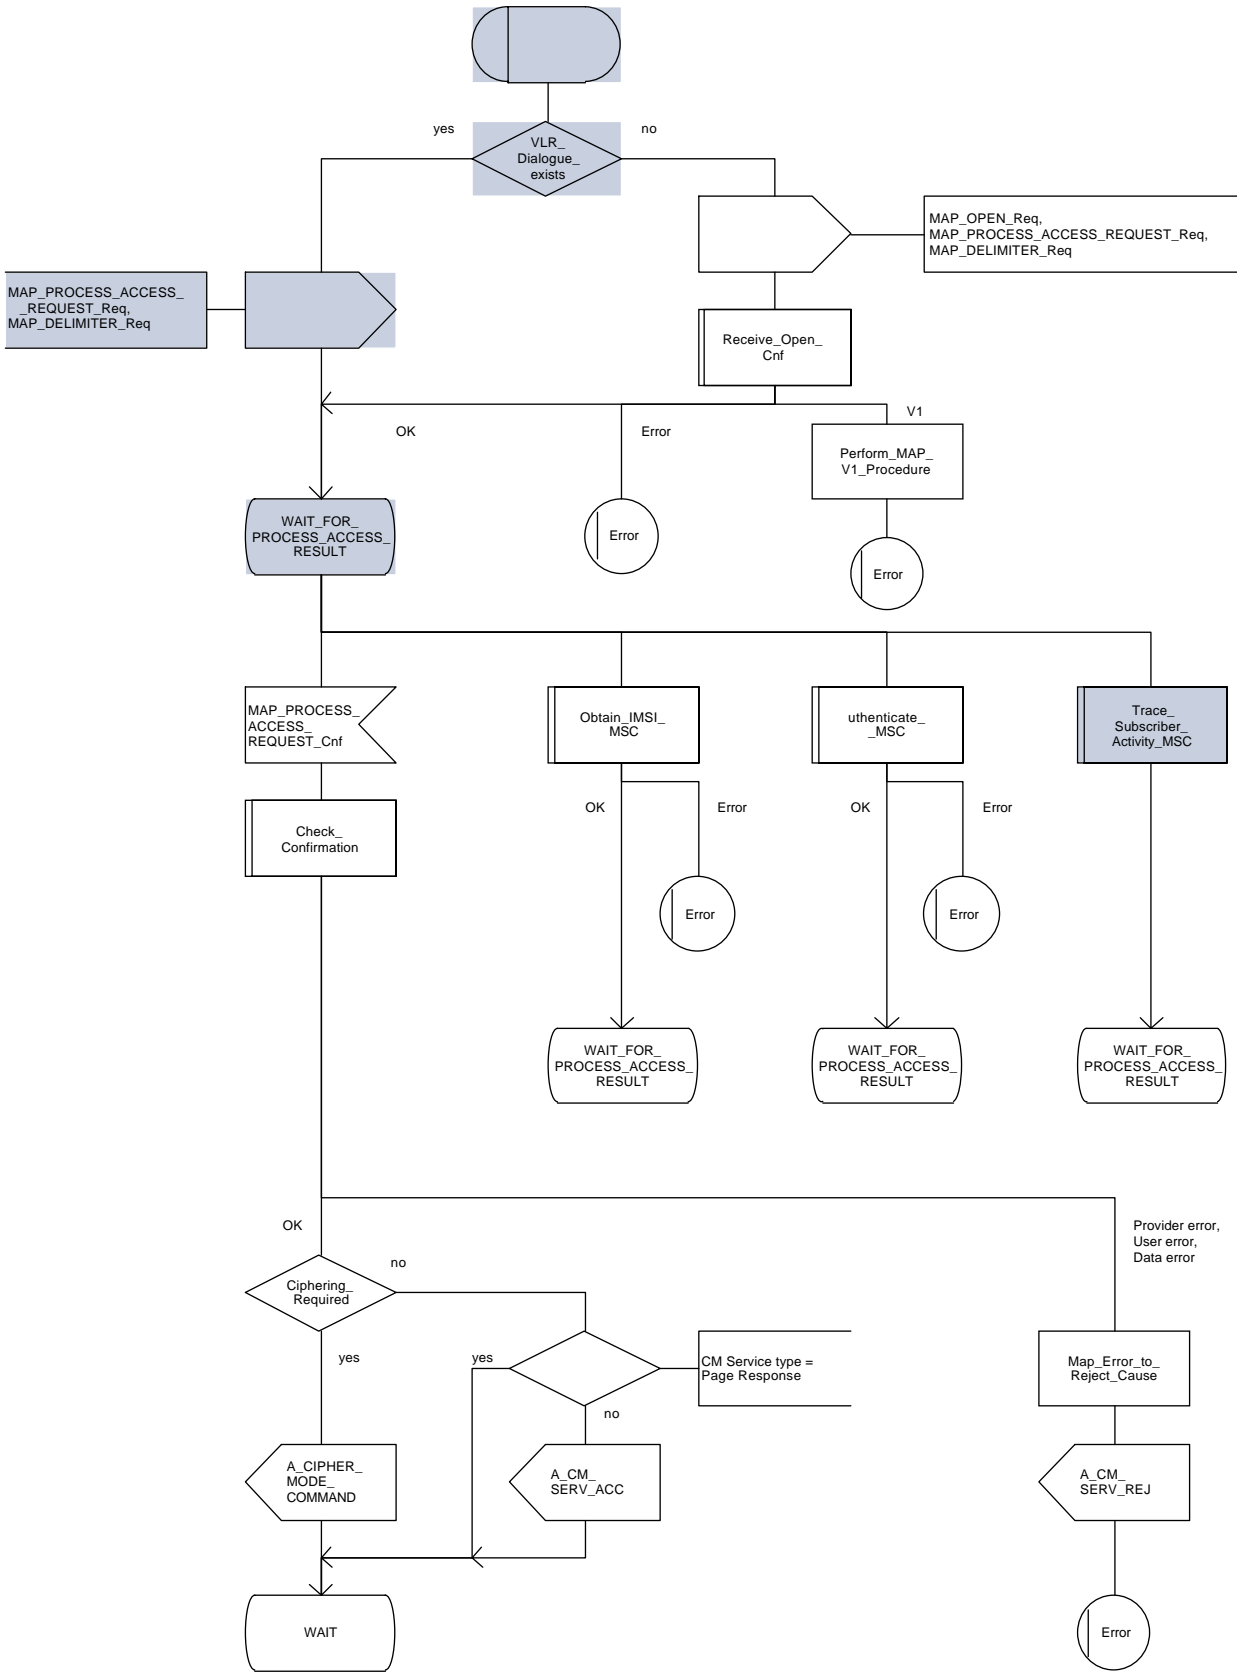 yes
no
VLR_
Dialogue_
exists
MAP_OPEN_Req,
MAP_PROCESS_ACCESS_REQUEST_Req,
MAP_DELIMITER_Req
MAP_PROCESS_ACCESS_
_REQUEST_Req,
MAP_DELIMITER_Req
Receive_Open_
Cnf
OK
Error
V1
Perform_MAP_
V1_Procedure
WAIT_FOR_
PROCESS_ACCESS_
RESULT
Error
Error
MAP_PROCESS_
ACCESS_
REQUEST_Cnf
Obtain_IMSI_
MSC
uthenticate_
_MSC
Trace_
Subscriber_
Activity_MSC
Check_
Confirmation
OK
Error
OK
Error
Error
Error
WAIT_FOR_
PROCESS_ACCESS_
RESULT
WAIT_FOR_
PROCESS_ACCESS_
RESULT
WAIT_FOR_
PROCESS_ACCESS_
RESULT
OK
Provider error,
User error,
Data error
Ciphering_
Required
no
yes
yes
CM Service type =
Page Response
no
Map_Error_to_
Reject_Cause
A_CIPHER_
MODE_
COMMAND
A_CM_
SERV_ACC
A_CM_
SERV_REJ
WAIT
Error